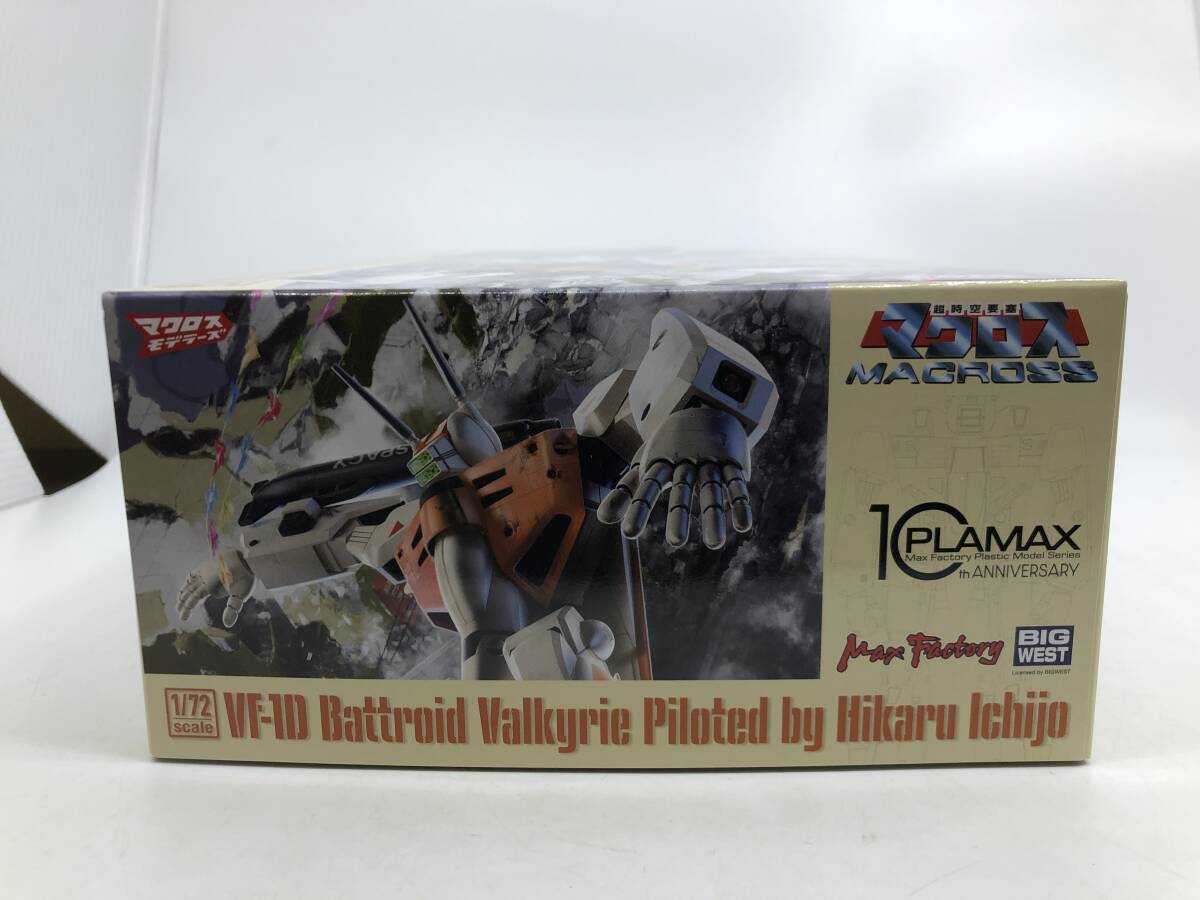 マクロス
モデラーズ
SPACY
超時空要塞
マクロス
MACROSS
10 PLAMAX
Max Factory Plastic Model Series
th ANNIVERSARY
Max Factory
BIG
WEST
Licensed by BIGWEST
1/72
scale
VF-1D Battroid Valkyrie Piloted by Hikaru Ichijo